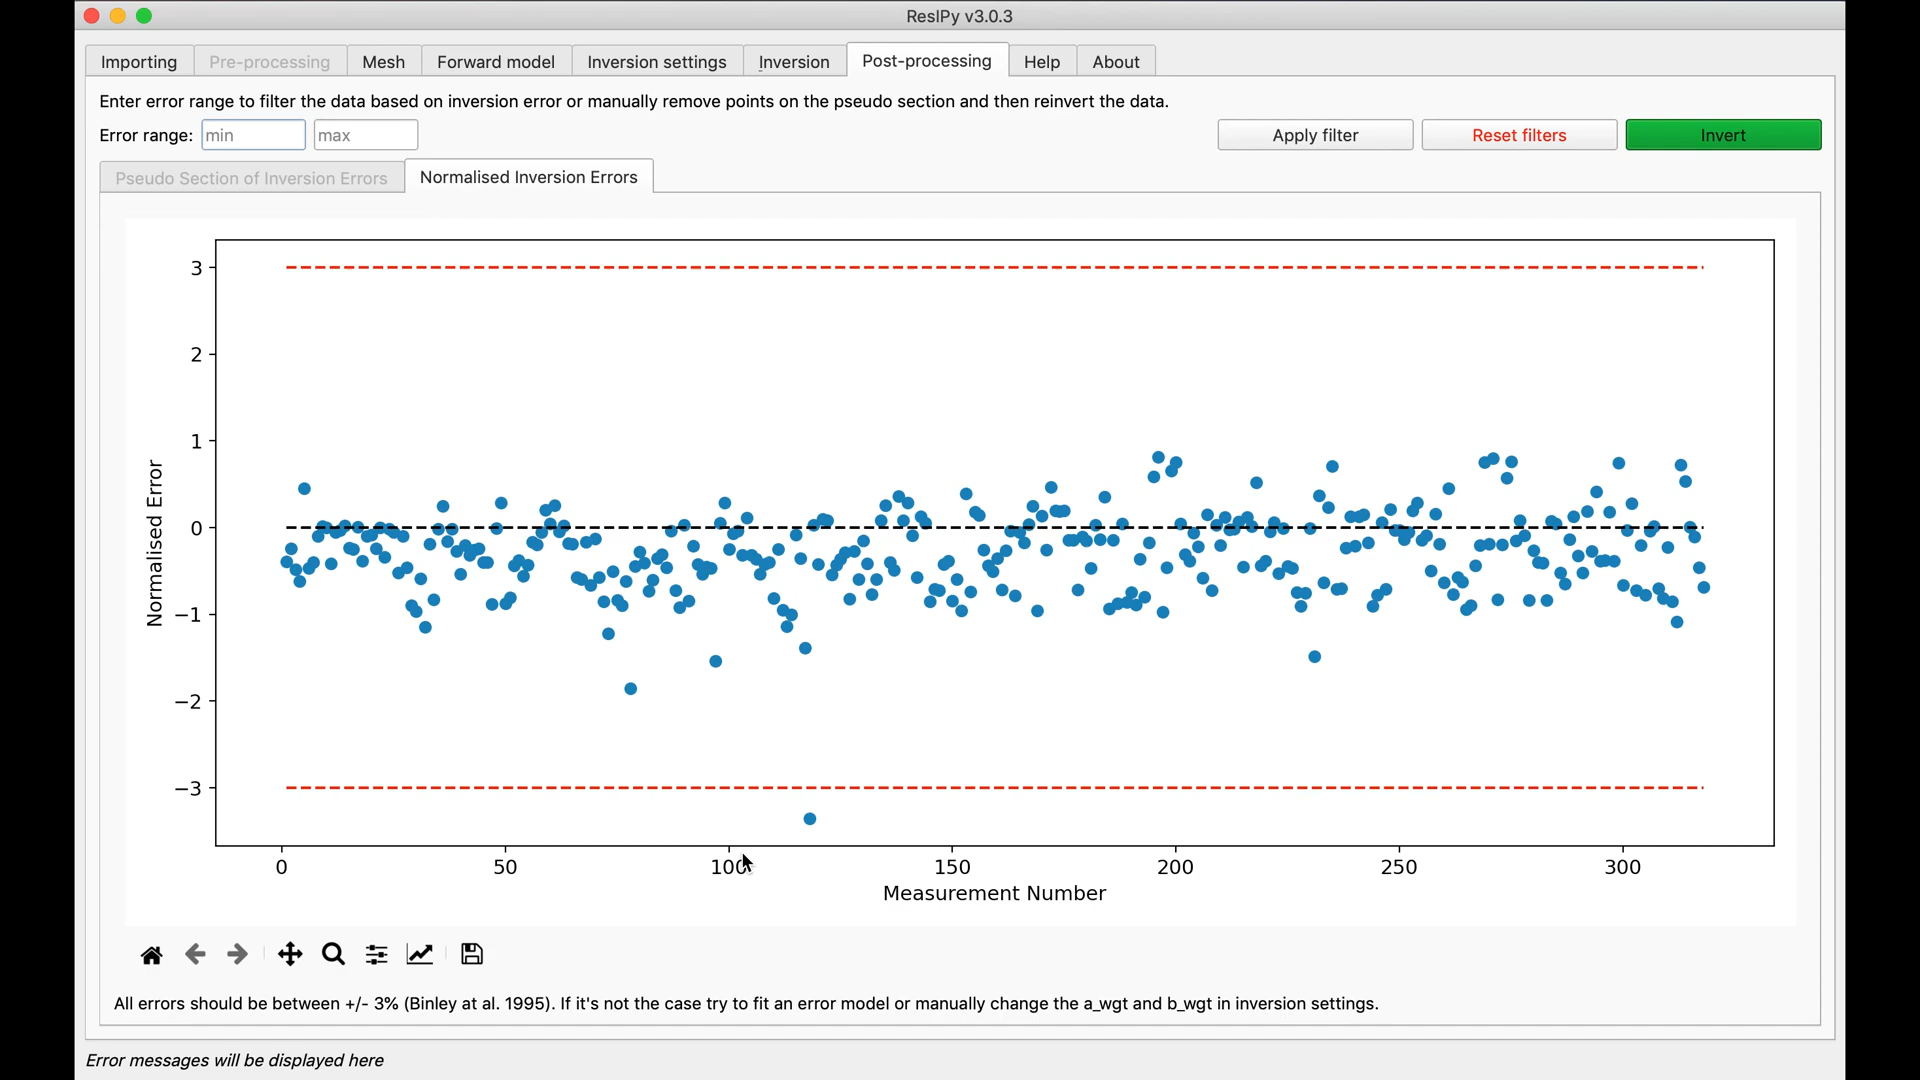 ResIPy v3.0.3
Importing Pre-processing Mesh Forward model Inversion settings Inversion Post-processing Help About
Enter error range to filter the data based on inversion error or manually remove points on the pseudo section and then reinvert the data.
Error range: min max Apply filter Reset filters Invert
Pseudo Section of Inversion Errors Normalised Inversion Errors
3
2
1
0
−1
−2
−3
Normalised Error
0 50 100 150 200 250 300
Measurement Number
All errors should be between +/- 3% (Binley at al. 1995). If it's not the case try to fit an error model or manually change the a_wgt and b_wgt in inversion settings.
Error messages will be displayed here